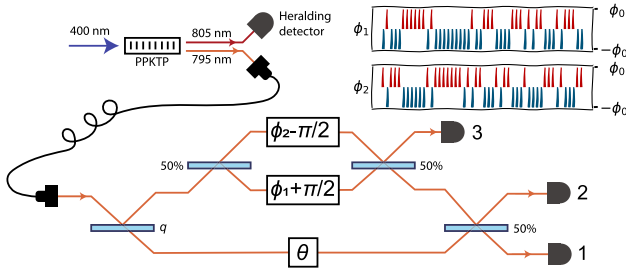 400 nm
805 nm
Heralding
detector
PPKTP
795 nm
ϕ₁
ϕ₀
−ϕ₀
ϕ₂
ϕ₀
−ϕ₀
ϕ₂−π/2
3
50%
50%
ϕ₁+π/2
2
q
50%
θ
1